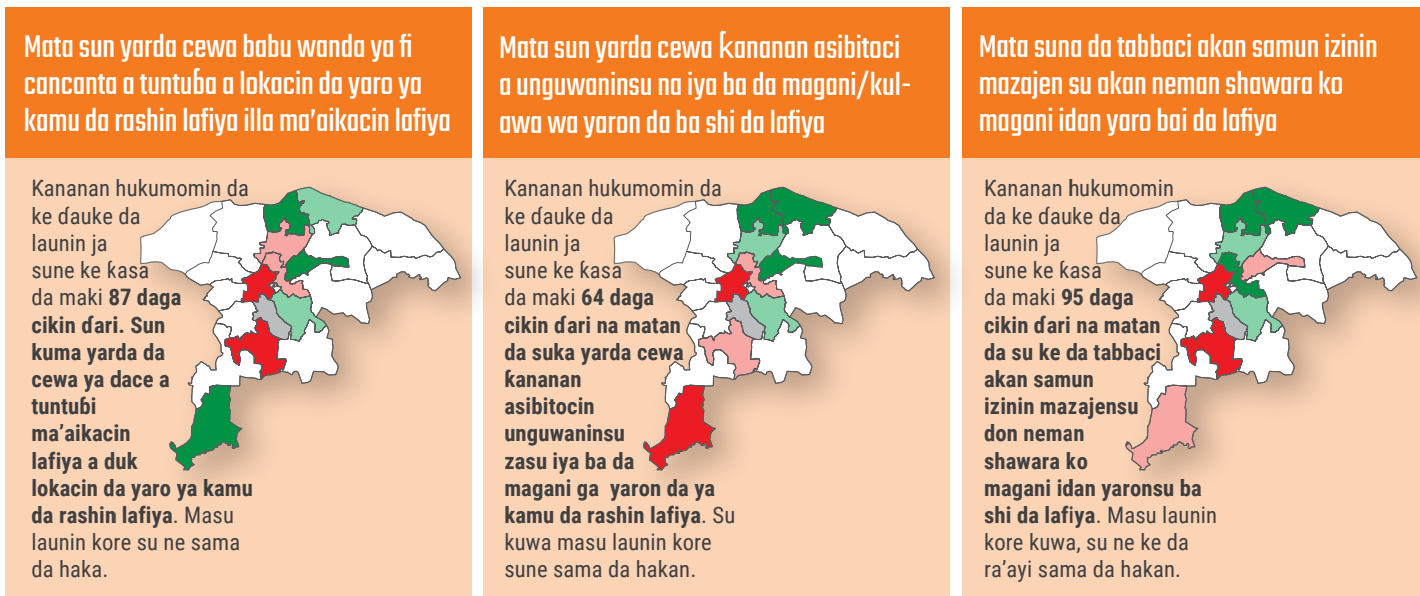 Mata sun yarda cewa babu wanda ya fi
cancanta a tuntuɓa a lokacin da yaro ya
kamu da rashin lafiya illa ma’aikacin lafiya
Kananan hukumomin da
ke ɗauke da
launin ja
sune ke ƙasa
da maki 87 daga
cikin ɗari. Sun
kuma yarda da
cewa ya dace a
tuntuɓi
ma’aikacin
lafiya a duk
lokacin da yaro ya kamu
da rashin lafiya. Masu
launin kore su ne sama
da haka.
Mata sun yarda cewa ƙananan asibitoci
a unguwaninsu na iya ba da magani/kul-
awa wa yaron da ba shi da lafiya
Kananan hukumomin da
ke ɗauke da
launin ja
sune ke ƙasa
da maki 64 daga
cikin ɗari na matan
da suka yarda cewa
ƙananan
asibitocin
unguwaninsu
zasu iya ba da
magani ga yaron da ya
kamu da rashin lafiya. Su
kuwa masu launin kore
sune sama da hakan.
Mata suna da tabbaci akan samun izinin
mazajen su akan neman shawara ko
magani idan yaro bai da lafiya
Kananan hukumomin
da ke ɗauke da
launin ja
sune ke ƙasa
da maki 95 daga
cikin ɗari na matan
da su ke da tabbaci
akan samun
izinin mazajensu
don neman
shawara ko
magani idan yaronsu ba
shi da lafiya. Masu launin
kore kuwa, su ne ke da
ra’ayi sama da hakan.